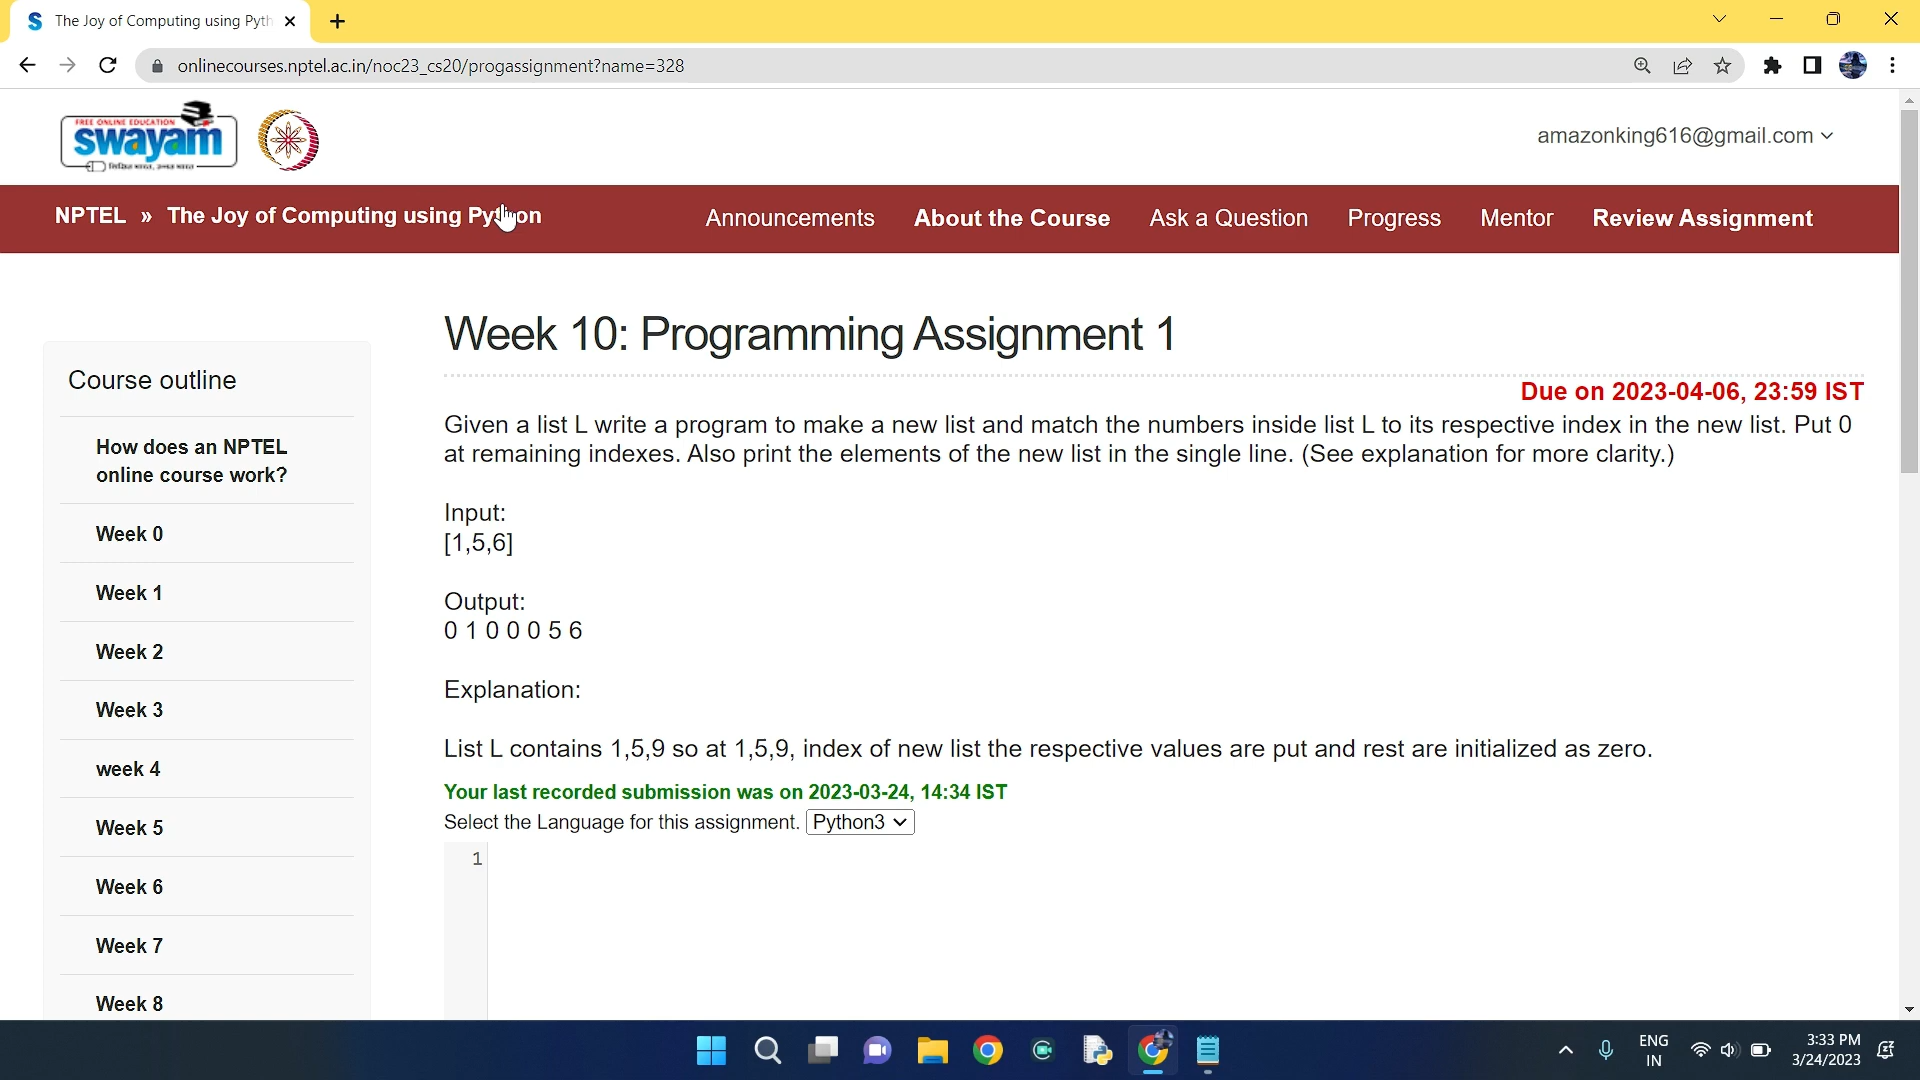 The Joy of Computing using Pyth
onlinecourses.nptel.ac.in/noc23_cs20/progassignment?name=328
FREE ONLINE EDUCATION
swayam
amazonking616@gmail.com
NPTEL » The Joy of Computing using Python
Announcements About the Course Ask a Question Progress Mentor Review Assignment
Week 10: Programming Assignment 1
Due on 2023-04-06, 23:59 IST
Given a list L write a program to make a new list and match the numbers inside list L to its respective index in the new list. Put 0
at remaining indexes. Also print the elements of the new list in the single line. (See explanation for more clarity.)
Input:
[1,5,6]
Output:
0 1 0 0 0 5 6
Explanation:
List L contains 1,5,9 so at 1,5,9, index of new list the respective values are put and rest are initialized as zero.
Your last recorded submission was on 2023-03-24, 14:34 IST
Select the Language for this assignment. Python3
1
Course outline
How does an NPTEL
online course work?
Week 0
Week 1
Week 2
Week 3
week 4
Week 5
Week 6
Week 7
Week 8
ENG
IN
3:33 PM
3/24/2023